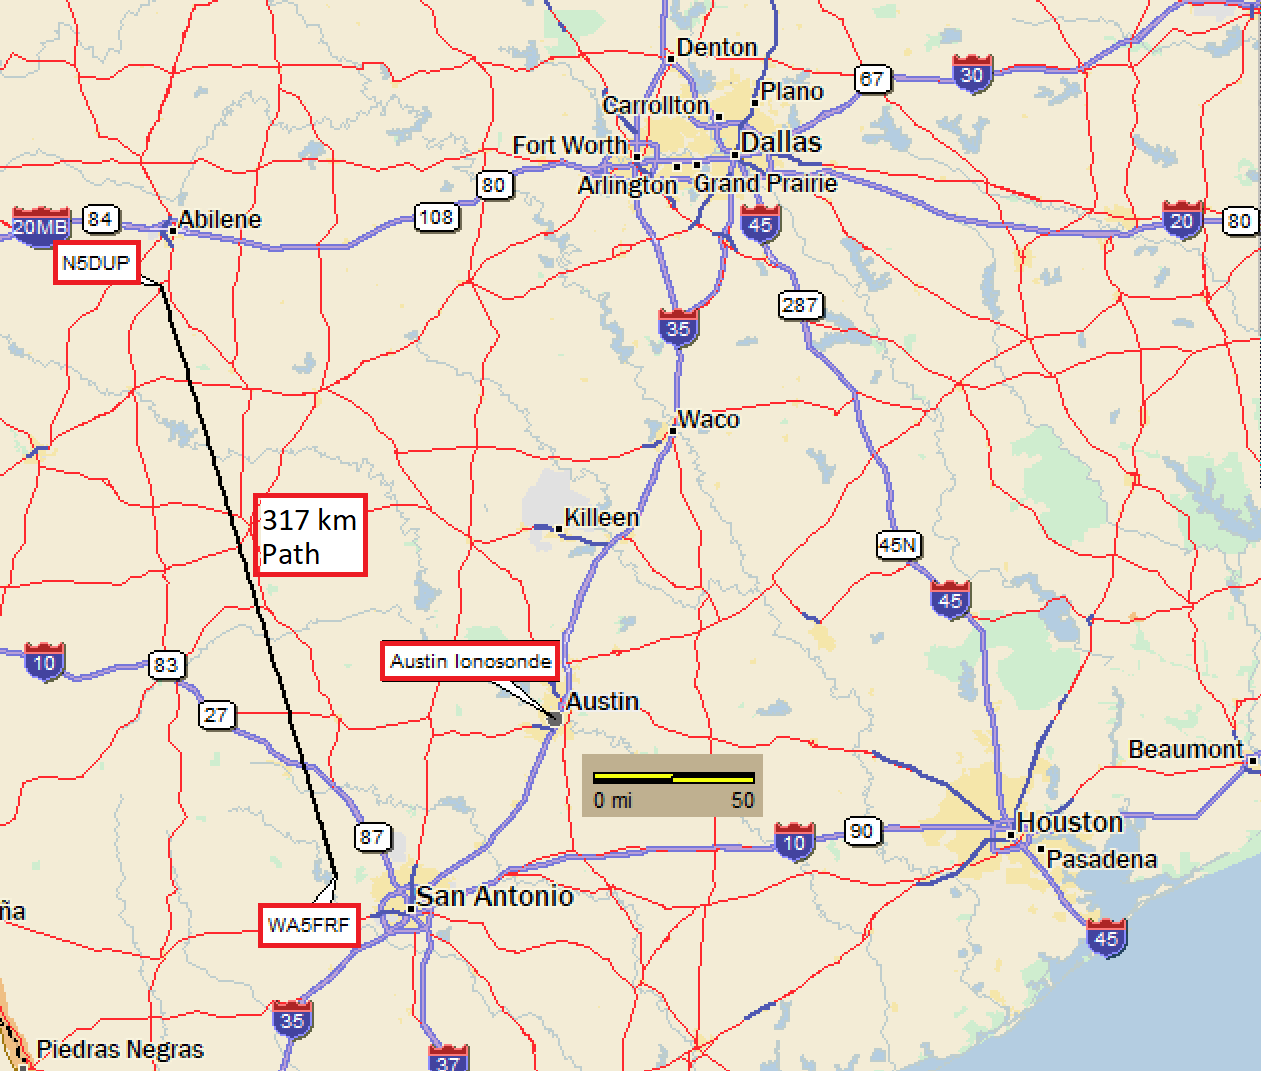 Denton
Plano
67
30
Carrollton
Fort Worth
Dallas
80
Arlington
Grand Prairie
20MB
84
Abilene
108
45
20
80
N5DUP
287
35
Waco
317 km
Path
Killeen
45N
45
10
83
Austin Ionosonde
27
Austin
Beaumont
0 mi
50
87
10
90
Houston
Pasadena
San Antonio
ña
WA5FRF
45
35
Piedras Negras
37